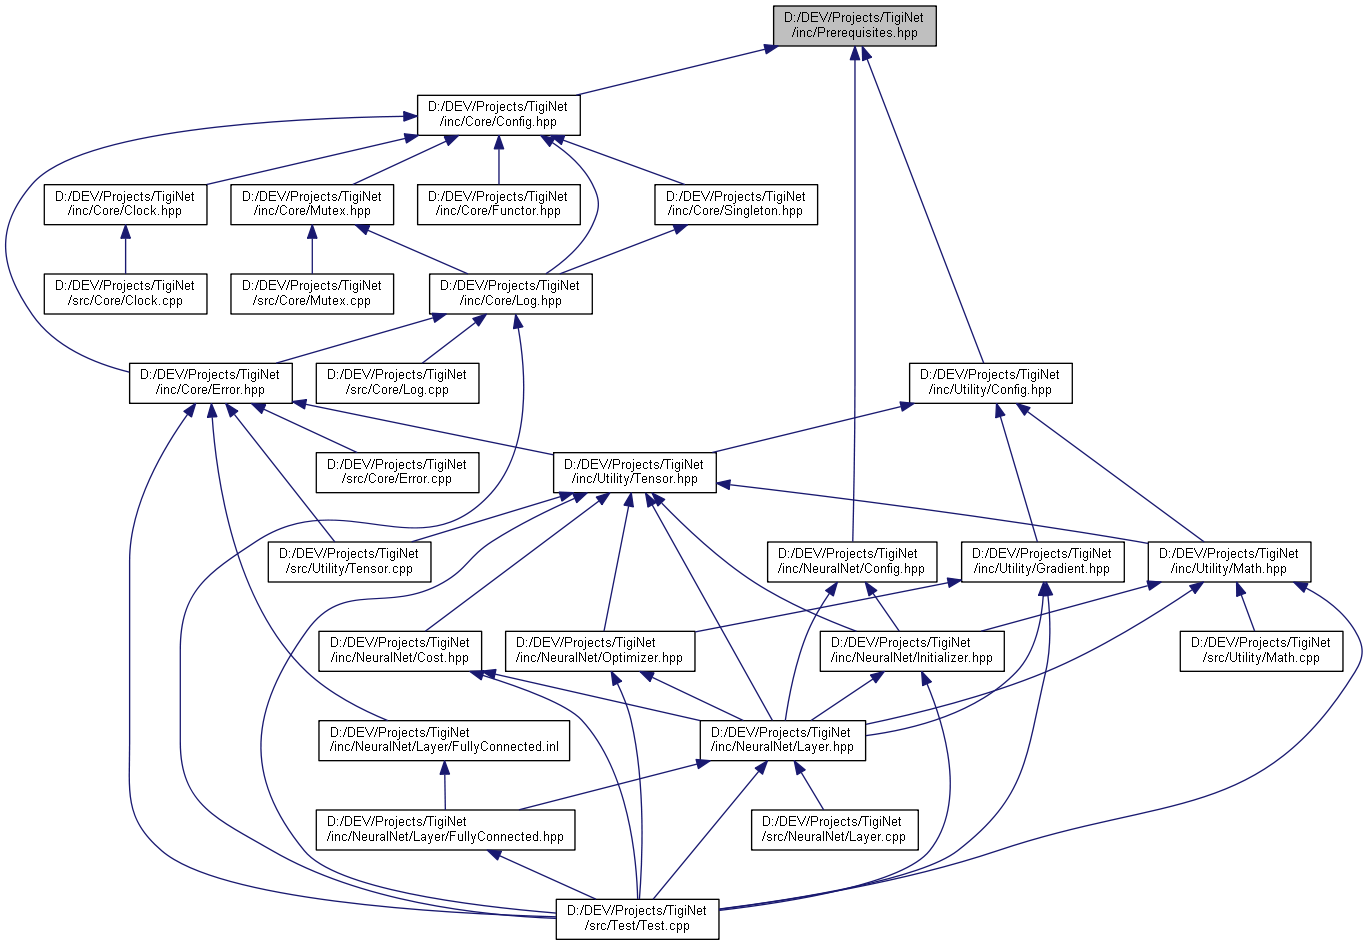 D:/DEV/Projects/TigiNet
/inc/Prerequisites.hpp
D:/DEV/Projects/TigiNet
/inc/Core/Config.hpp
D:/DEV/Projects/TigiNet
/inc/Core/Clock.hpp
D:/DEV/Projects/TigiNet
/inc/Core/Mutex.hpp
D:/DEV/Projects/TigiNet
/inc/Core/Functor.hpp
D:/DEV/Projects/TigiNet
/inc/Core/Singleton.hpp
D:/DEV/Projects/TigiNet
/src/Core/Clock.cpp
D:/DEV/Projects/TigiNet
/src/Core/Mutex.cpp
D:/DEV/Projects/TigiNet
/inc/Core/Log.hpp
D:/DEV/Projects/TigiNet
/inc/Core/Error.hpp
D:/DEV/Projects/TigiNet
/src/Core/Log.cpp
D:/DEV/Projects/TigiNet
/inc/Utility/Config.hpp
D:/DEV/Projects/TigiNet
/src/Core/Error.cpp
D:/DEV/Projects/TigiNet
/inc/Utility/Tensor.hpp
D:/DEV/Projects/TigiNet
/src/Utility/Tensor.cpp
D:/DEV/Projects/TigiNet
/inc/NeuralNet/Config.hpp
D:/DEV/Projects/TigiNet
/inc/Utility/Gradient.hpp
D:/DEV/Projects/TigiNet
/inc/Utility/Math.hpp
D:/DEV/Projects/TigiNet
/inc/NeuralNet/Cost.hpp
D:/DEV/Projects/TigiNet
/inc/NeuralNet/Optimizer.hpp
D:/DEV/Projects/TigiNet
/inc/NeuralNet/Initializer.hpp
D:/DEV/Projects/TigiNet
/src/Utility/Math.cpp
D:/DEV/Projects/TigiNet
/inc/NeuralNet/Layer/FullyConnected.inl
D:/DEV/Projects/TigiNet
/inc/NeuralNet/Layer.hpp
D:/DEV/Projects/TigiNet
/inc/NeuralNet/Layer/FullyConnected.hpp
D:/DEV/Projects/TigiNet
/src/NeuralNet/Layer.cpp
D:/DEV/Projects/TigiNet
/src/Test/Test.cpp